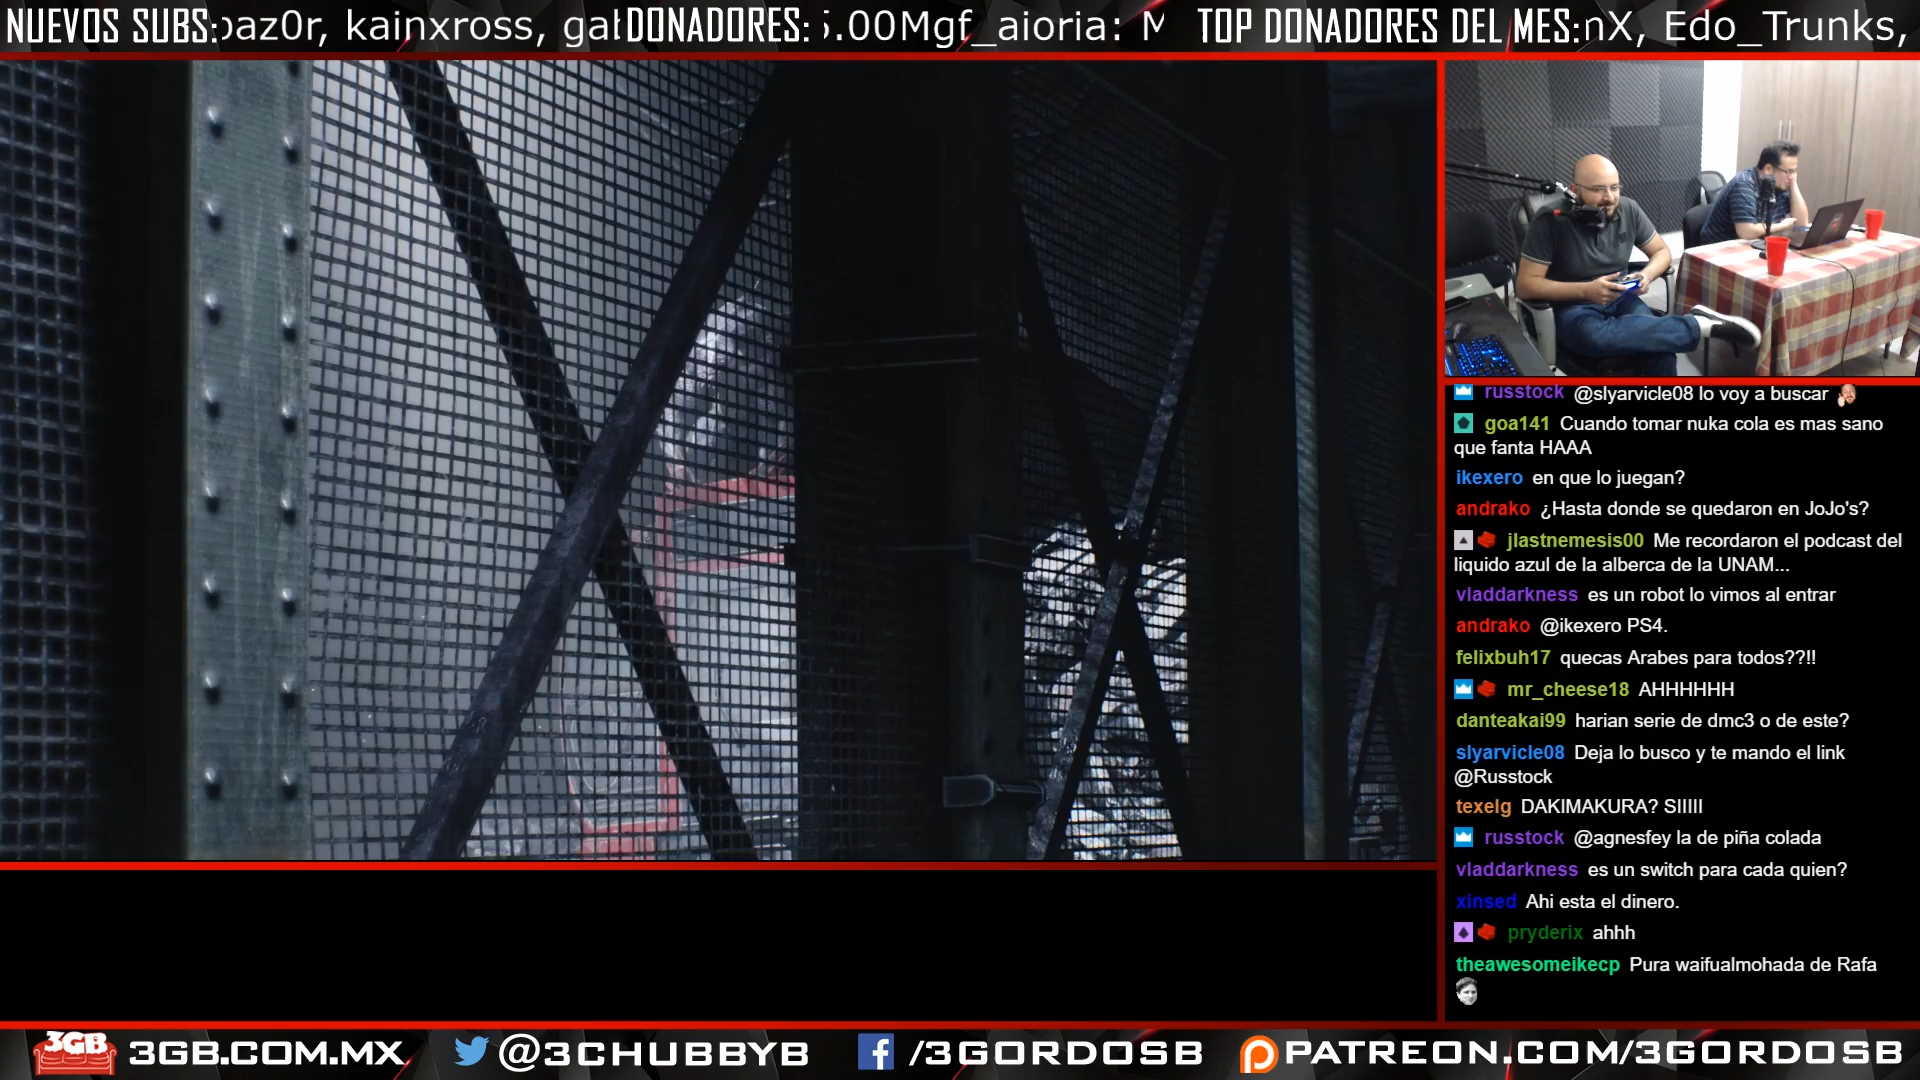 NUEVOS SUBS: paz0r, kainxross, gal DONADORES: 5.00Mgf_aioria: M TOP DONADORES DEL MES: nX, Edo_Trunks,
russtock @slyarvicle08 lo voy a buscar
goa141 Cuando tomar nuka cola es mas sano
que fanta HAAA
ikexero en que lo juegan?
andrako ¿Hasta donde se quedaron en JoJo's?
jlastnemesis00 Me recordaron el podcast del
liquido azul de la alberca de la UNAM...
vladdarkness es un robot lo vimos al entrar
andrako @ikexero PS4.
felixbuh17 quecas Arabes para todos??!!
mr_cheese18 AHHHHHH
danteakai99 harian serie de dmc3 o de este?
slyarvicle08 Deja lo busco y te mando el link
@Russtock
texelg DAKIMAKURA? SIIIII
russtock @agnesfey la de piña colada
vladdarkness es un switch para cada quien?
xinsed Ahi esta el dinero.
pryderix ahhh
theawesomeikecp Pura waifualmohada de Rafa
3GB 3GB.COM.MX @3CHUBBYB /3GORDOSB PATREON.COM/3GORDOSB